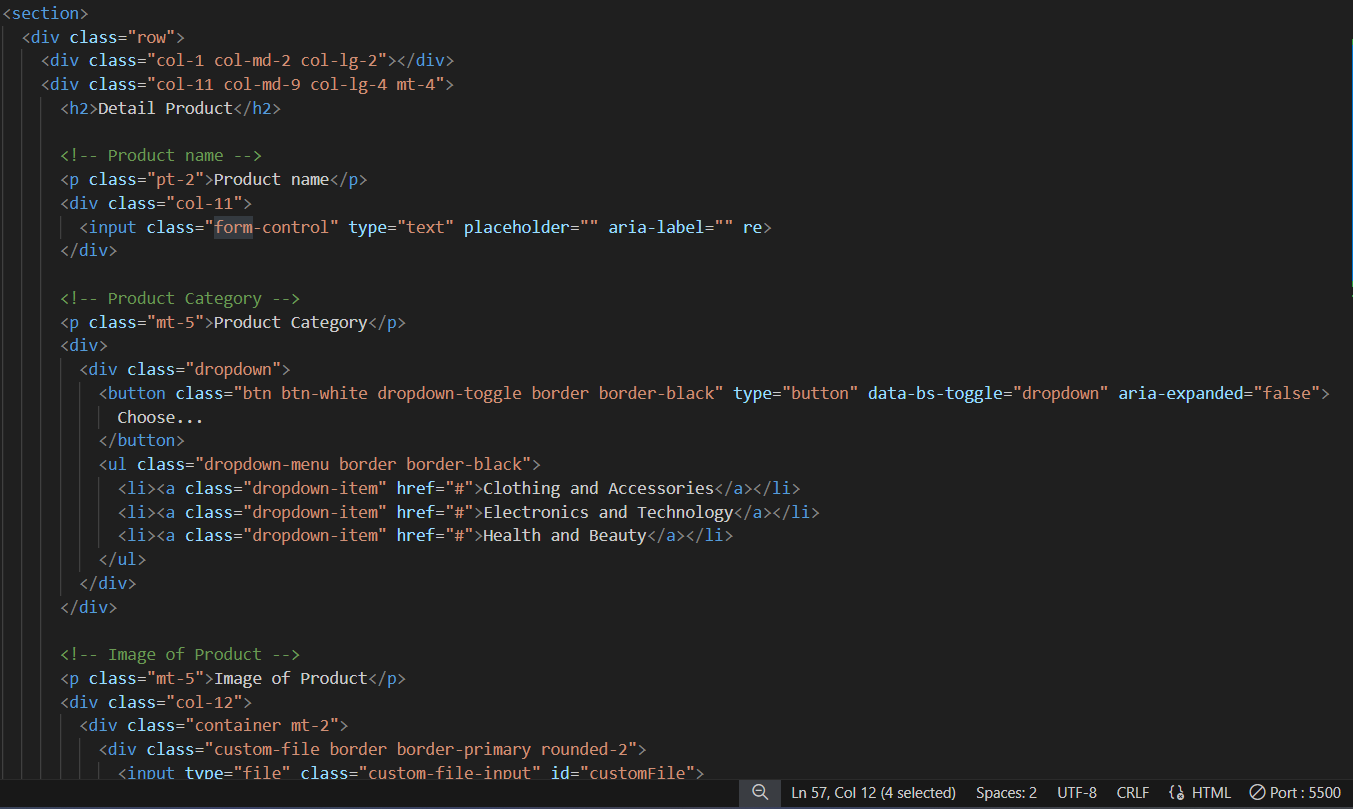 <section>
<div class="row">
<div class="col-1 col-md-2 col-lg-2"></div>
<div class="col-11 col-md-9 col-lg-4 mt-4">
<h2>Detail Product</h2>
<!-- Product name -->
<p class="pt-2">Product name</p>
<div class="col-11">
<input class="form-control" type="text" placeholder="" aria-label="" re>
</div>
<!-- Product Category -->
<p class="mt-5">Product Category</p>
<div>
<div class="dropdown">
<button class="btn btn-white dropdown-toggle border border-black" type="button" data-bs-toggle="dropdown" aria-expanded="false">
Choose...
</button>
<ul class="dropdown-menu border border-black">
<li><a class="dropdown-item" href="#">Clothing and Accessories</a></li>
<li><a class="dropdown-item" href="#">Electronics and Technology</a></li>
<li><a class="dropdown-item" href="#">Health and Beauty</a></li>
</ul>
</div>
</div>
<!-- Image of Product -->
<p class="mt-5">Image of Product</p>
<div class="col-12">
<div class="container mt-2">
<div class="custom-file border border-primary rounded-2">
<input type="file" class="custom-file-input" id="customFile">
Ln 57, Col 12 (4 selected) Spaces: 2 UTF-8 CRLF HTML Port : 5500